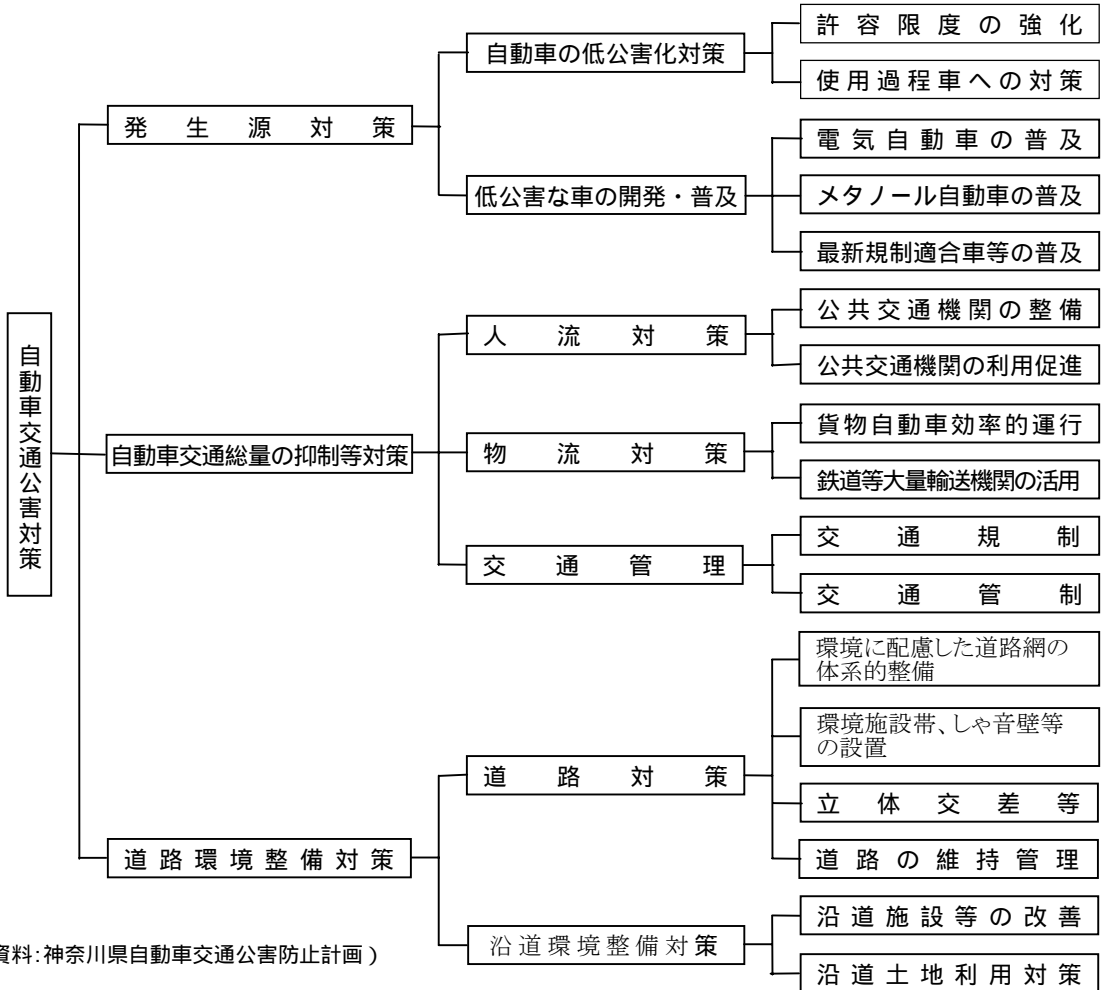 自動車交通公害対策
発生源対策
自動車の低公害化対策
許容限度の強化
使用過程車への対策
低公害な車の開発・普及
電気自動車の普及
メタノール自動車の普及
最新規制適合車等の普及
自動車交通総量の抑制等対策
人流対策
公共交通機関の整備
公共交通機関の利用促進
物流対策
貨物自動車効率的運行
鉄道等大量輸送機関の活用
交通管理
交通規制
交通管制
道路環境整備対策
道路対策
環境に配慮した道路網の
体系的整備
環境施設帯、しゃ音壁等
の設置
立体交差等
道路の維持管理
沿道環境整備対策
沿道施設等の改善
沿道土地利用対策
資料:神奈川県自動車交通公害防止計画)